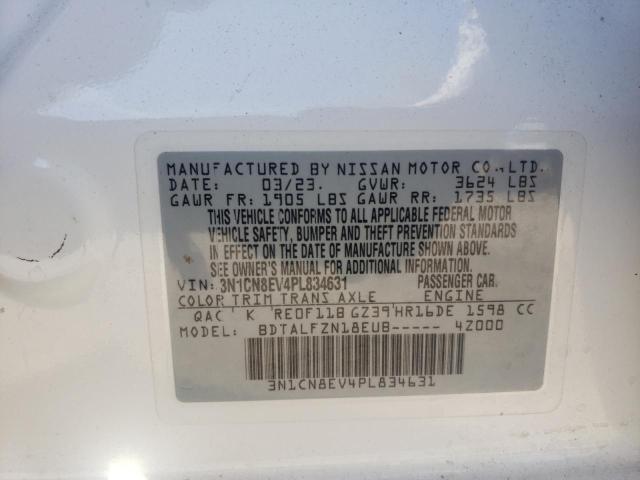 MANUFACTURED BY NISSAN MOTOR CO.,LTD.
DATE: 03/23. GVWR: 3624 LBS
GAWR FR: 1905 LBS GAWR RR: 1735 LBS
THIS VEHICLE CONFORMS TO ALL APPLICABLE FEDERAL MOTOR
VEHICLE SAFETY, BUMPER AND THEFT PREVENTION STANDARDS
IN EFFECT ON THE DATE OF MANUFACTURE SHOWN ABOVE.
SEE OWNER'S MANUAL FOR ADDITIONAL INFORMATION.
VIN: 3N1CN8EV4PL834631 PASSENGER CAR.
COLOR TRIM TRANS AXLE ENGINE
QAC K RE0F11B GZ39 HR16DE 1598 CC
MODEL: BDTALFZN18EUB----- 4Z000
3N1CN8EV4PL834631